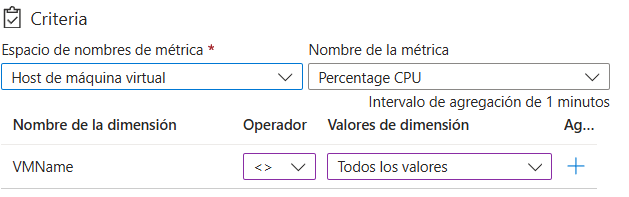 Criteria
Espacio de nombres de métrica * Nombre de la métrica
Host de máquina virtual Percentage CPU
Intervalo de agregación de 1 minutos
Nombre de la dimensión Operador Valores de dimensión Ag...
VMName <> Todos los valores